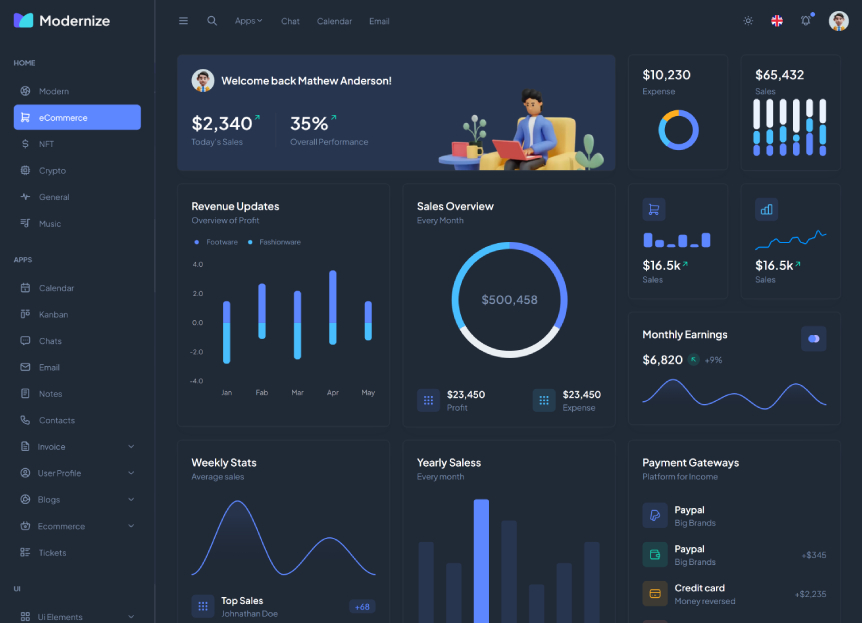 Modernize
Apps
Chat
Calendar
Email
HOME
Modern
eCommerce
NFT
Crypto
General
Music
APPS
Calendar
Kanban
Chats
Email
Notes
Contacts
Invoice
User Profile
Blogs
Ecommerce
Tickets
UI
Ui Elements
Welcome back Mathew Anderson!
$2,340
35%
Today's Sales
Overall Performance
$10,230
Expense
$65,432
Sales
Revenue Updates
Overview of Profit
Footware
Fashionware
4.0
2.0
0.0
-2.0
-4.0
Jan
Fab
Mar
Apr
May
Sales Overview
Every Month
$500,458
$23,450
Profit
$23,450
Expense
$16.5k
Sales
$16.5k
Sales
Monthly Earnings
$6,820
+9%
Weekly Stats
Average sales
Top Sales
Johnathan Doe
+68
Yearly Saless
Every month
Payment Gateways
Platform for Income
Paypal
Big Brands
Paypal
Big Brands
+$345
Credit card
Money reversed
+$2,235